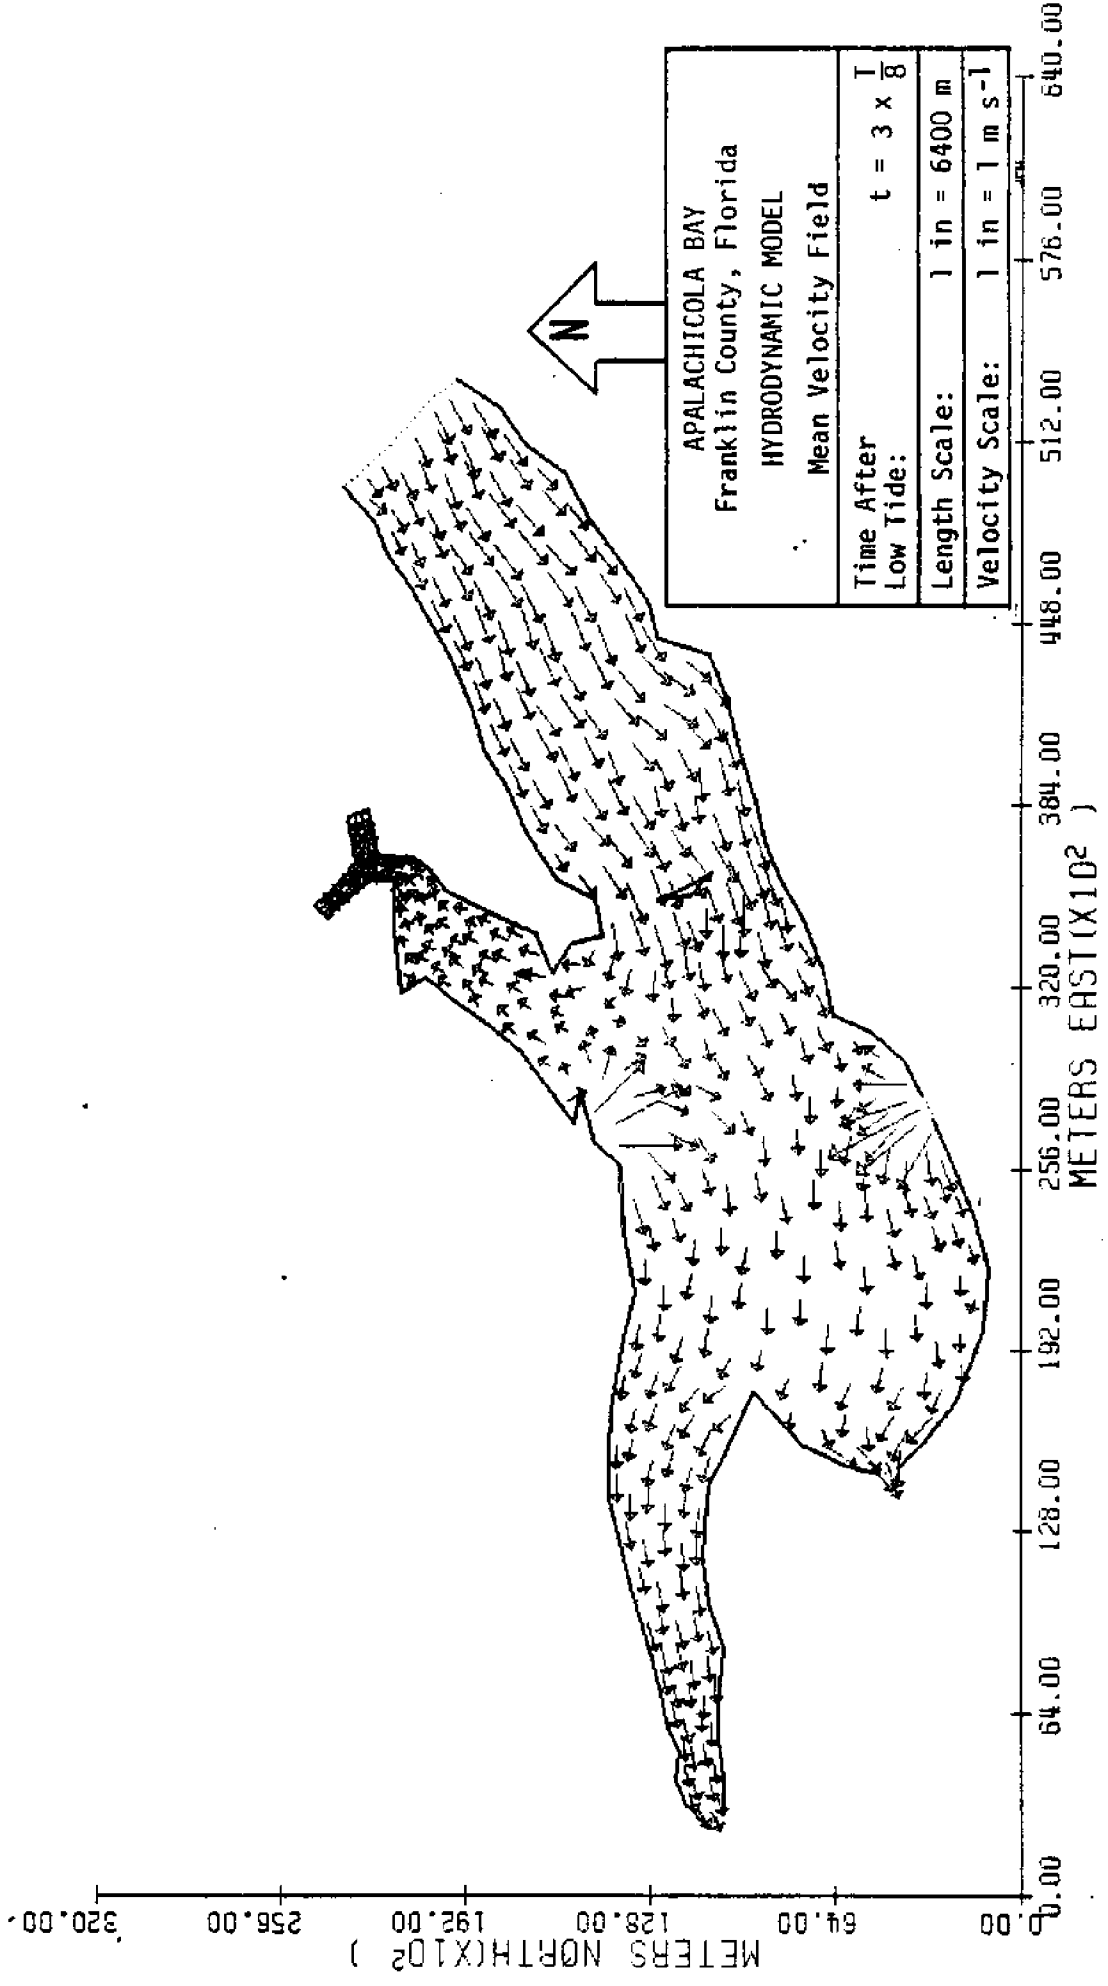 APALACHICOLA BAY
Franklin County, Florida
HYDRODYNAMIC MODEL
Mean Velocity Field
Time After
Low Tide: t = 3 x T/8
Length Scale: 1 in = 6400 m
Velocity Scale: 1 in = 1 m s⁻¹
N
METERS NORTH(X10²)
320.00
256.00
192.00
128.00
64.00
0.00
0.00 64.00 128.00 192.00 256.00 320.00 384.00 448.00 512.00 576.00 640.00
METERS EAST(X10²)